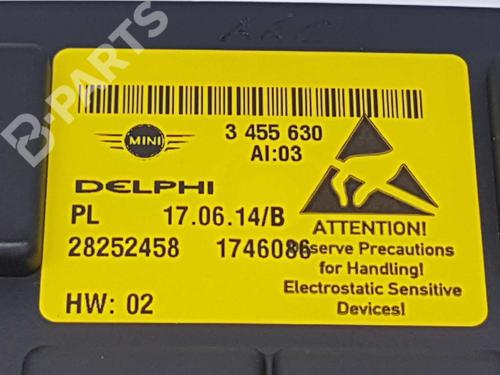 AKC
B-PARTS
MINI
3 455 630
AI:03
DELPHI
PL 17.06.14/B
28252458 1746086
HW: 02
ATTENTION!
Observe Precautions
for Handling!
Electrostatic Sensitive
Devices!